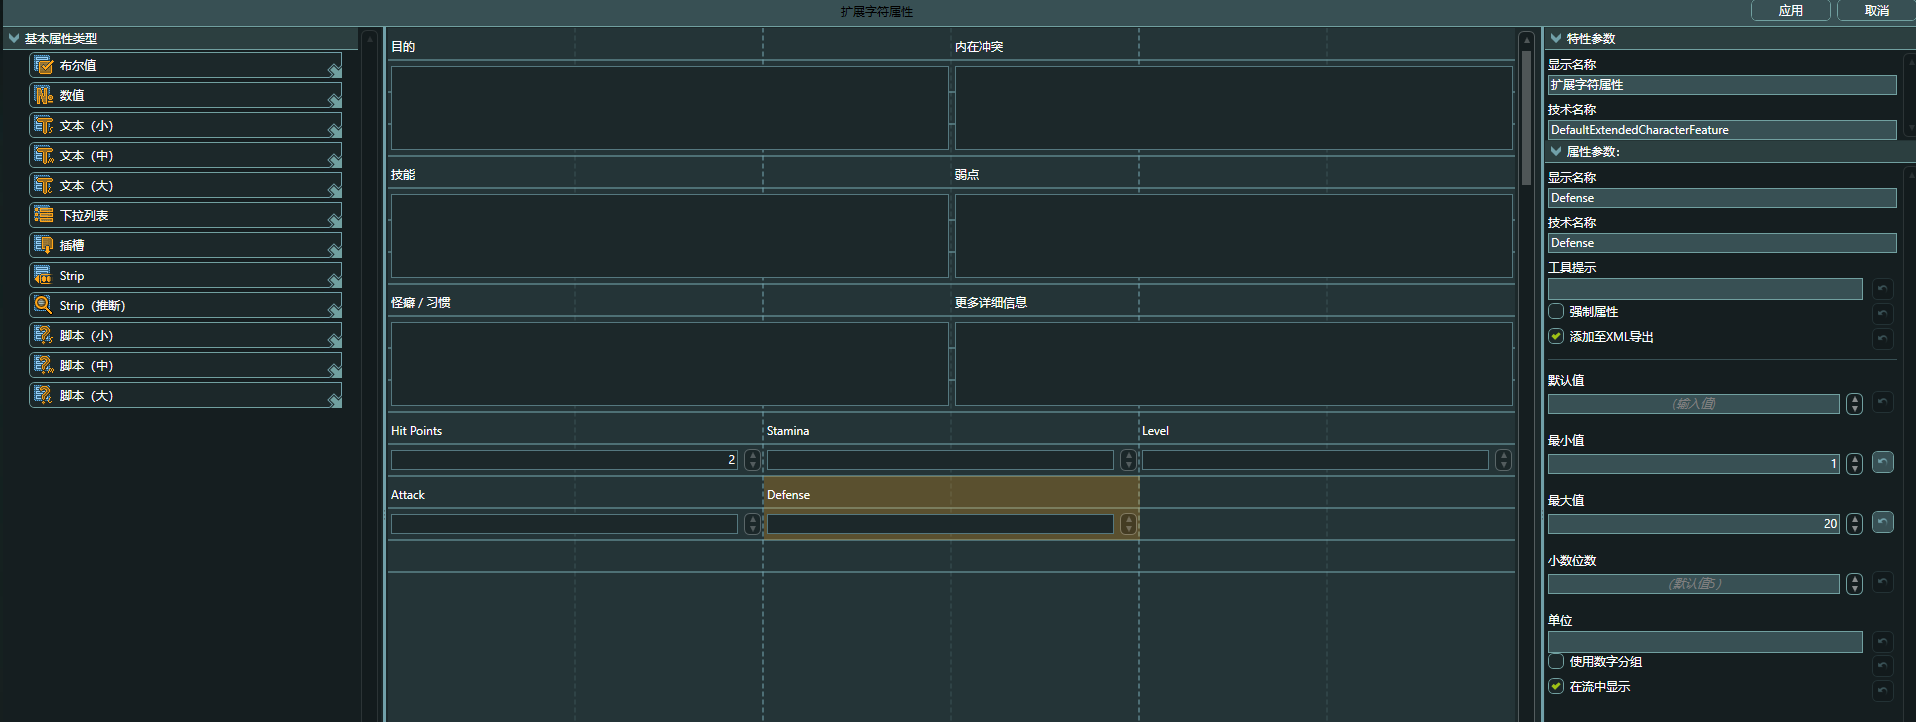 扩展字符属性
应用
取消
基本属性类型
布尔值
数值
文本（小）
文本（中）
文本（大）
下拉列表
插槽
Strip
Strip（推断）
脚本（小）
脚本（中）
脚本（大）
目的
内在冲突
技能
弱点
怪癖 / 习惯
更多详细信息
Hit Points
Stamina
Level
2
Attack
Defense
特性参数
显示名称
扩展字符属性
技术名称
DefaultExtendedCharacterFeature
属性参数:
显示名称
Defense
技术名称
Defense
工具提示
强制属性
添加至XML导出
默认值
(输入值)
最小值
1
最大值
20
小数位数
(默认值5)
单位
使用数字分组
在流中显示